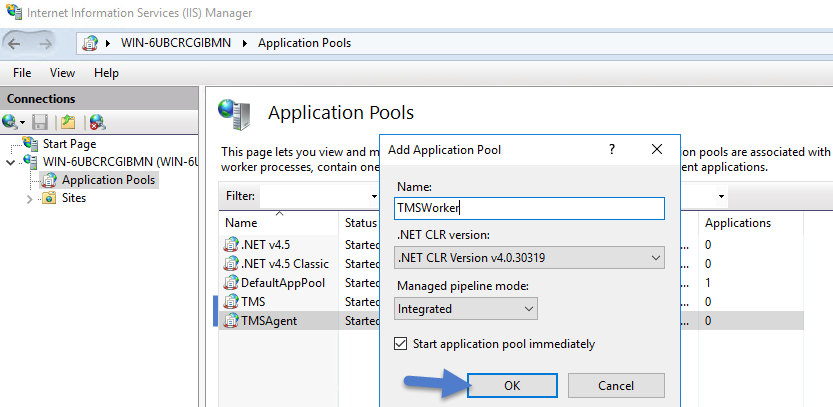 Internet Information Services (IIS) Manager
WIN-6UBCRCGIBMN Application Pools
File View Help
Connections
Start Page
WIN-6UBCRCGIBMN (WIN-6U
Application Pools
Sites
Application Pools
This page lets you view and m
ion pools are associated with
worker processes, contain one
ent applications.
Filter:
Name Status Applications
.NET v4.5 Started ... 0
.NET v4.5 Classic Started ... 0
DefaultAppPool Started ... 1
TMS Started ... 0
TMSAgent Started ... 0
Add Application Pool ? ×
Name:
TMSWorker
.NET CLR version:
.NET CLR Version v4.0.30319
Managed pipeline mode:
Integrated
Start application pool immediately
OK Cancel